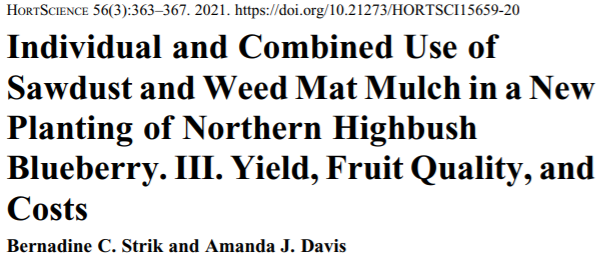 HORTSCIENCE 56(3):363–367. 2021. https://doi.org/10.21273/HORTSCI15659-20
Individual and Combined Use of
Sawdust and Weed Mat Mulch in a New
Planting of Northern Highbush
Blueberry. III. Yield, Fruit Quality, and
Costs
Bernadine C. Strik and Amanda J. Davis